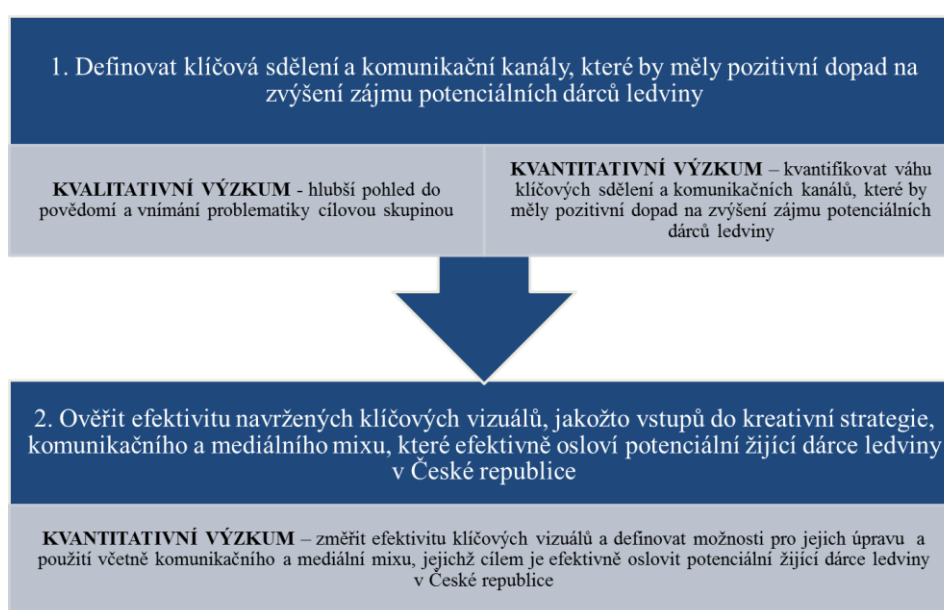 1. Definovat klíčová sdělení a komunikační kanály, které by měly pozitivní dopad na
zvýšení zájmu potenciálních dárců ledviny
KVALITATIVNÍ VÝZKUM - hlubší pohled do
povědomí a vnímání problematiky cílovou skupinou
KVANTITATIVNÍ VÝZKUM – kvantifikovat váhu
klíčových sdělení a komunikačních kanálů, které by
měly pozitivní dopad na zvýšení zájmu potenciálních
dárců ledviny
2. Ověřit efektivitu navržených klíčových vizuálů, jakožto vstupů do kreativní strategie,
komunikačního a mediálního mixu, které efektivně osloví potenciální žijící dárce ledviny
v České republice
KVANTITATIVNÍ VÝZKUM – změřit efektivitu klíčových vizuálů a definovat možnosti pro jejich úpravu a
použití včetně komunikačního a mediální mixu, jejichž cílem je efektivně oslovit potenciální žijící dárce ledviny
v České republice